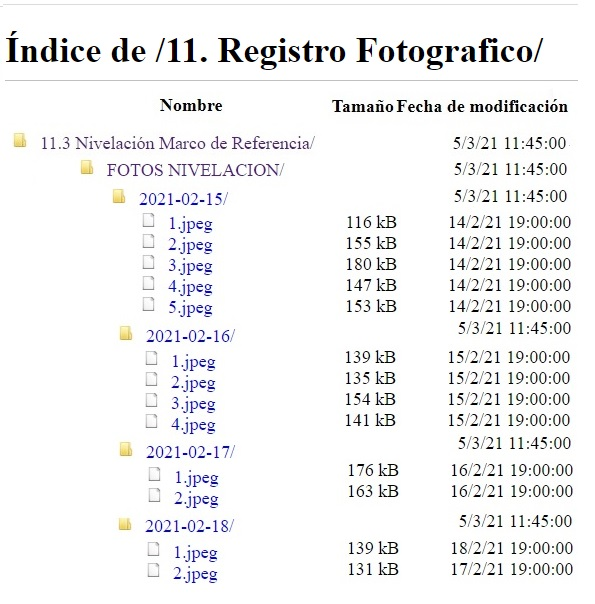 Índice de /11. Registro Fotografico/
Nombre Tamaño Fecha de modificación
11.3 Nivelación Marco de Referencia/ 5/3/21 11:45:00
FOTOS NIVELACION/ 5/3/21 11:45:00
2021-02-15/ 5/3/21 11:45:00
1.jpeg 116 kB 14/2/21 19:00:00
2.jpeg 155 kB 14/2/21 19:00:00
3.jpeg 180 kB 14/2/21 19:00:00
4.jpeg 147 kB 14/2/21 19:00:00
5.jpeg 153 kB 14/2/21 19:00:00
2021-02-16/ 5/3/21 11:45:00
1.jpeg 139 kB 15/2/21 19:00:00
2.jpeg 135 kB 15/2/21 19:00:00
3.jpeg 154 kB 15/2/21 19:00:00
4.jpeg 141 kB 15/2/21 19:00:00
2021-02-17/ 5/3/21 11:45:00
1.jpeg 176 kB 16/2/21 19:00:00
2.jpeg 163 kB 16/2/21 19:00:00
2021-02-18/ 5/3/21 11:45:00
1.jpeg 139 kB 18/2/21 19:00:00
2.jpeg 131 kB 17/2/21 19:00:00